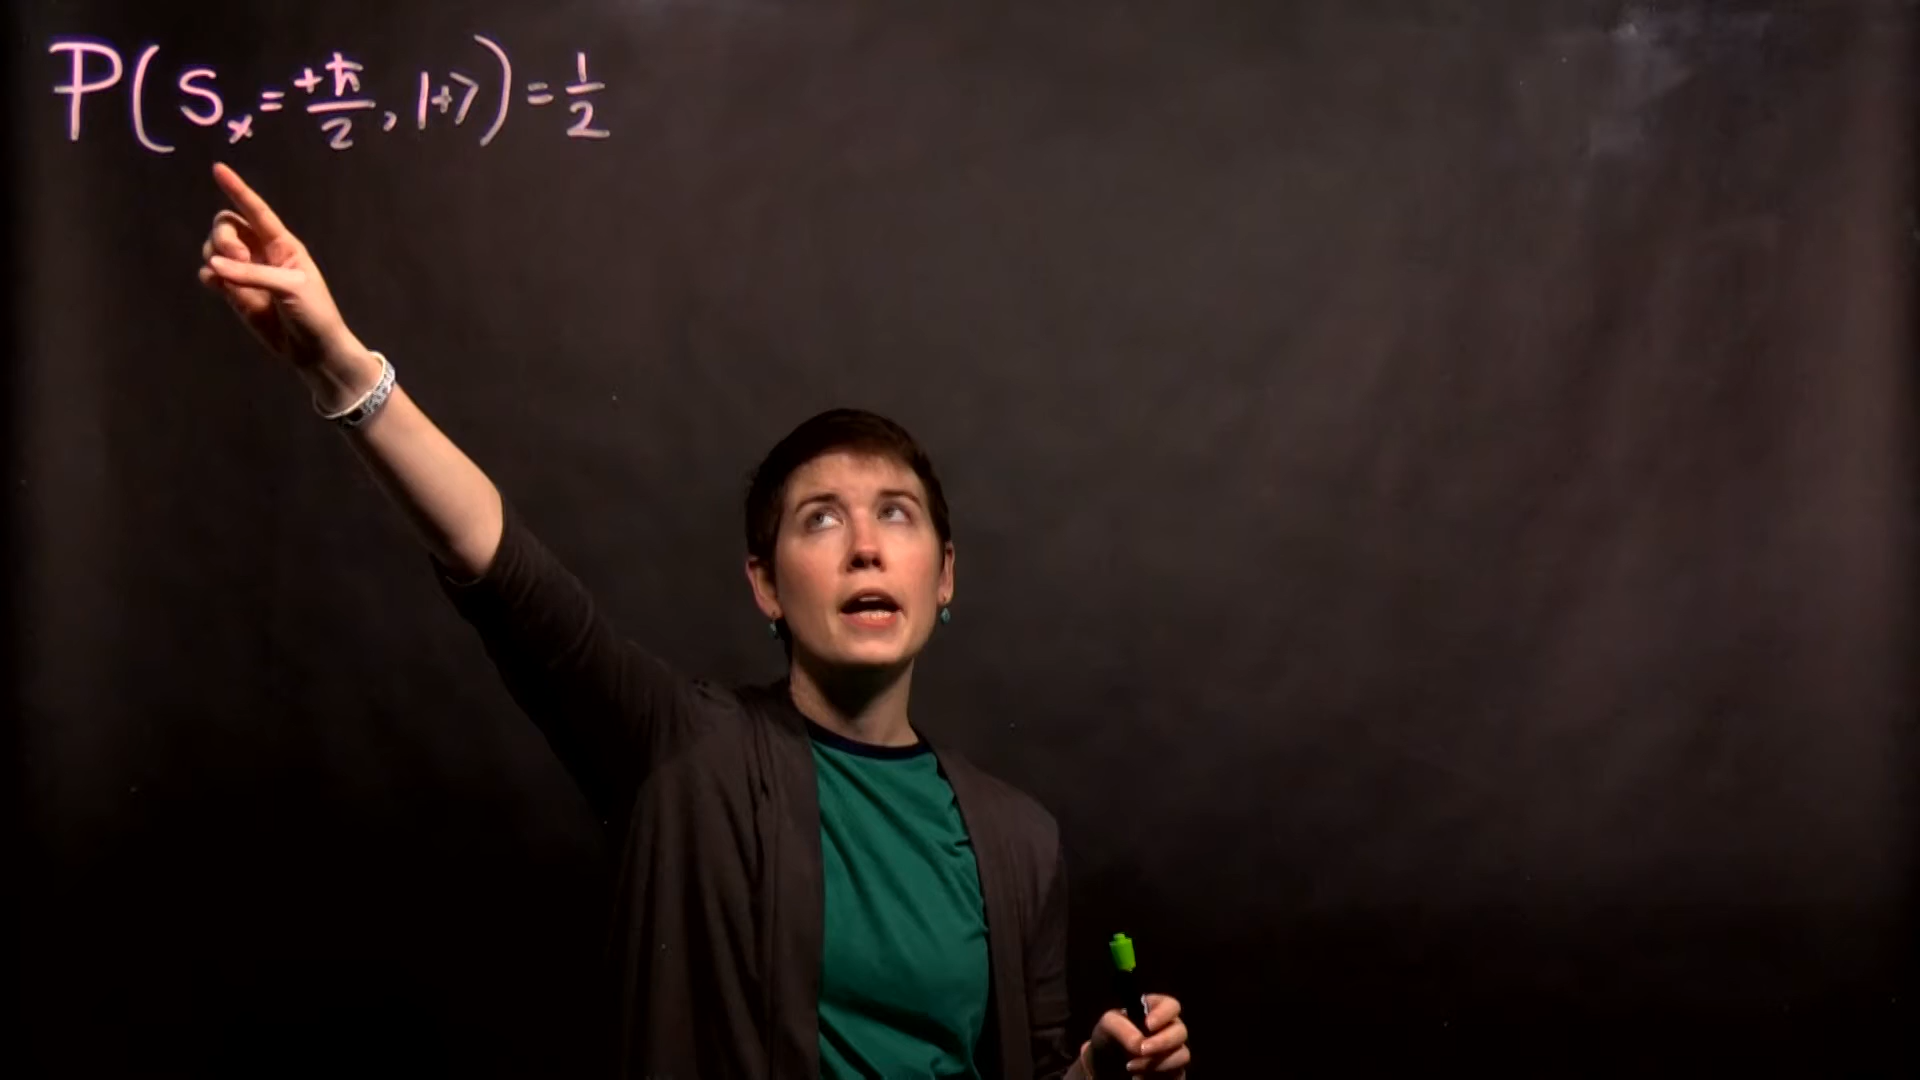 P(Sₓ = +ħ/2, |+⟩) = 1/2